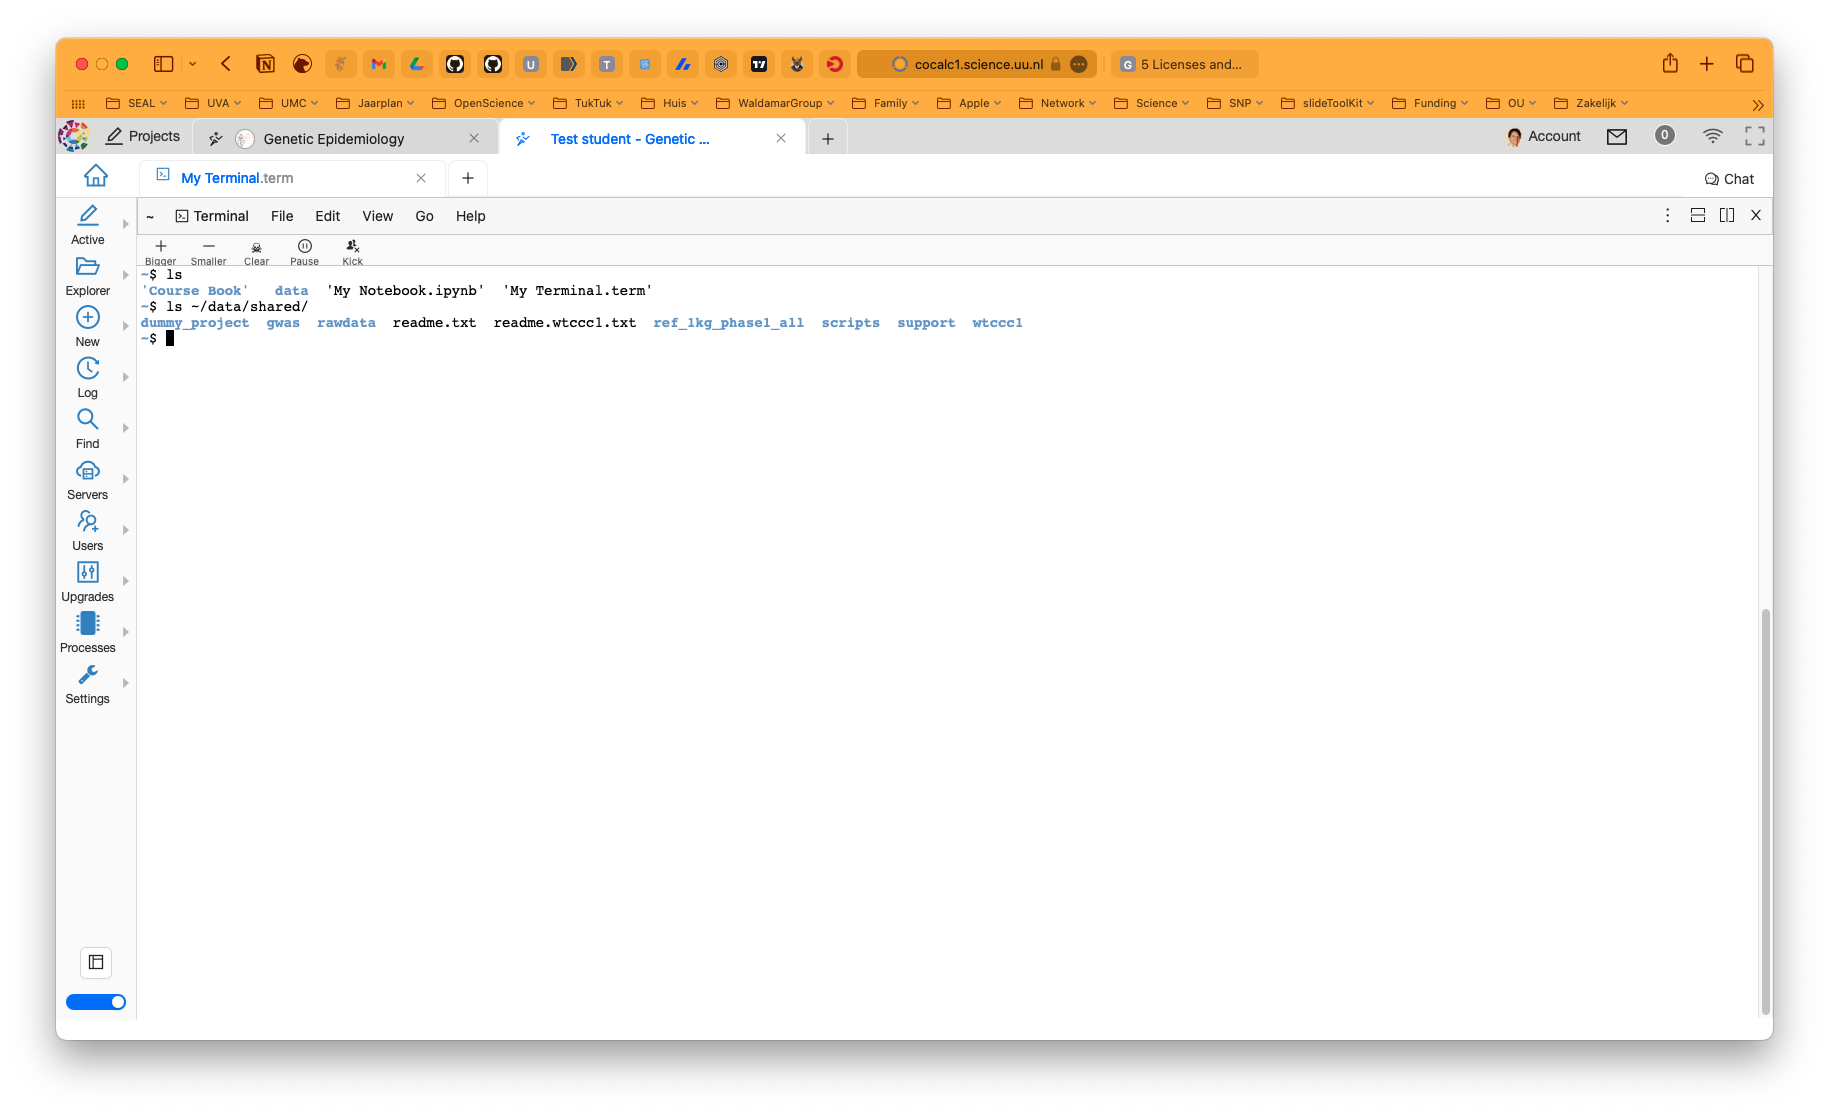 cocalc1.science.uu.nl
G 5 Licenses and...
SEAL UVA UMC Jaarplan OpenScience TukTuk Huis WaldamarGroup Family Apple Network Science SNP slideToolKit Funding OU Zakelijk
Projects Genetic Epidemiology Test student - Genetic ... Account 0
My Terminal.term Chat
~ Terminal File Edit View Go Help
Bigger Smaller Clear Pause Kick
Active
Explorer
New
Log
Find
Servers
Users
Upgrades
Processes
Settings
~$ ls
'Course Book' data 'My Notebook.ipynb' 'My Terminal.term'
~$ ls ~/data/shared/
dummy_project gwas rawdata readme.txt readme.wtccc1.txt ref_1kg_phase1_all scripts support wtccc1
~$